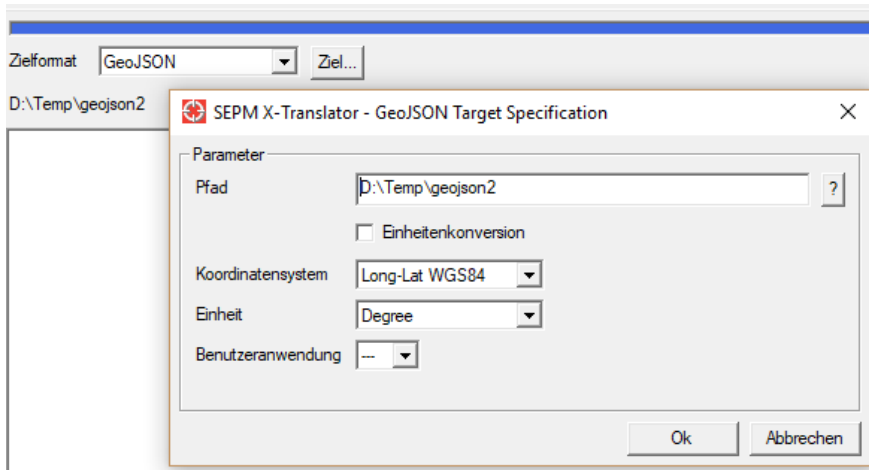 Zielformat GeoJSON Ziel...
D:\Temp\geojson2
SEPM X-Translator - GeoJSON Target Specification
Parameter
Pfad D:\Temp\geojson2 ?
Einheitenkonversion
Koordinatensystem Long-Lat WGS84
Einheit Degree
Benutzeranwendung ---
Ok Abbrechen